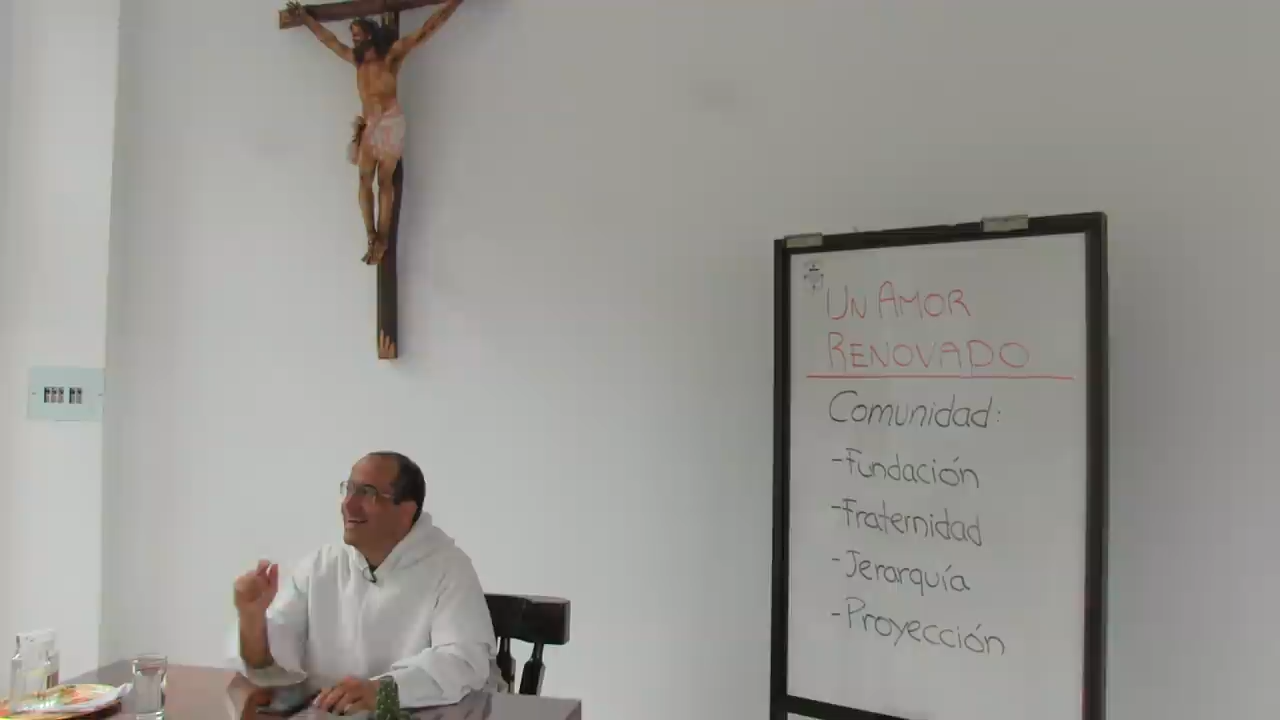 UN AMOR
RENOVADO
Comunidad:
-Fundación
-Fraternidad
-Jerarquía
-Proyección